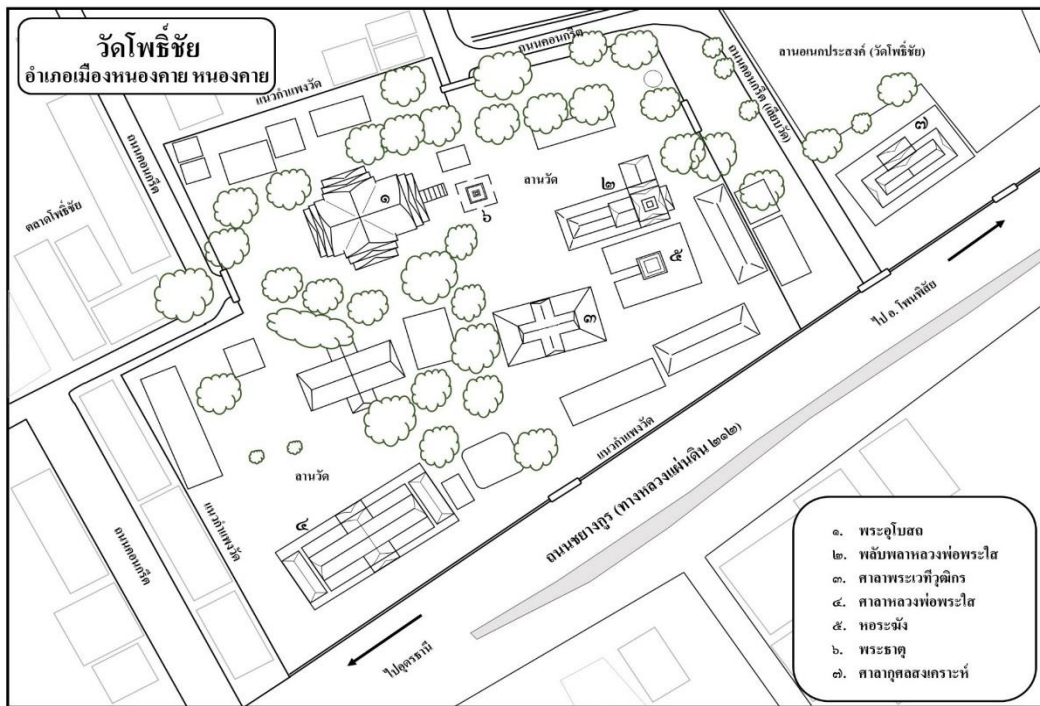 วัดโพธิ์ชัย
อำเภอเมืองหนองคาย หนองคาย
แนวกำแพงวัด
ถนนคอนกรีต
ถนนคอนกรีต (เลียบวัด)
ลานอเนกประสงค์ (วัดโพธิ์ชัย)
ถนนคอนกรีต
ตลาดโพธิ์ชัย
๑
๖
ลานวัด
๒
๕
๓
๗
ไป อ. โพนพิสัย
ลานวัด
๔
แนวกำแพงวัด
แนวกำแพงวัด
ถนนคอนกรีต
ถนนชยางกูร (ทางหลวงแผ่นดิน ๒๑๒)
ไปอุดรธานี
๑. พระอุโบสถ
๒. พลับพลาหลวงพ่อพระใส
๓. ศาลาพระเวทีวุฒิกร
๔. ศาลาหลวงพ่อพระใส
๕. หอระฆัง
๖. พระธาตุ
๗. ศาลากุศลสงเคราะห์